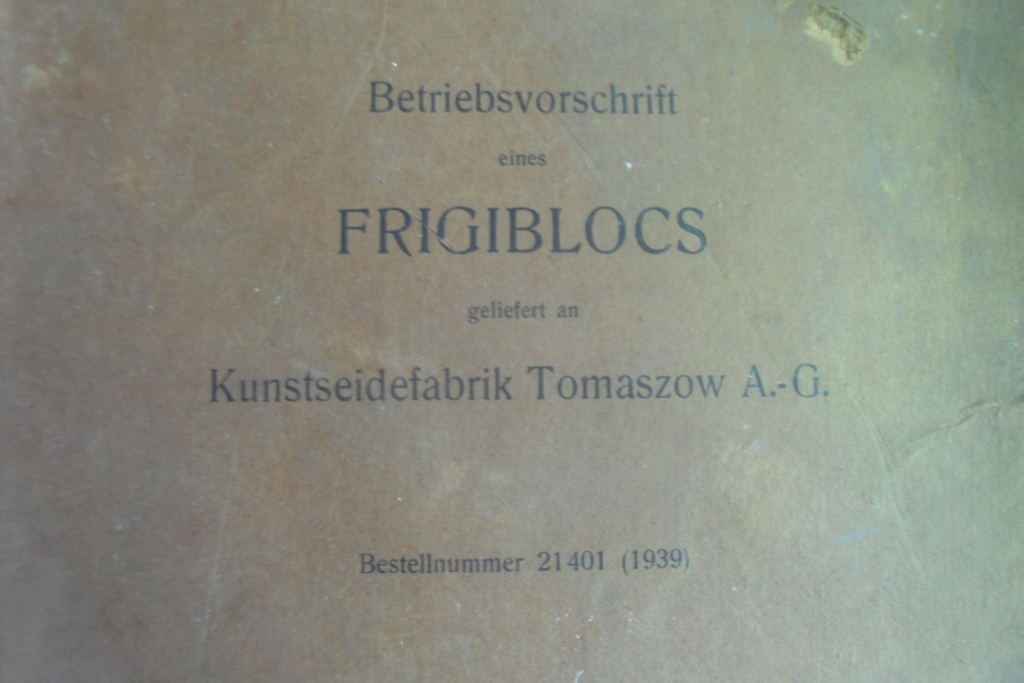 Betriebsvorschrift
eines
FRIGIBLOCS
geliefert an
Kunstseidefabrik Tomaszow A.-G.
Bestellnummer 21401 (1939)